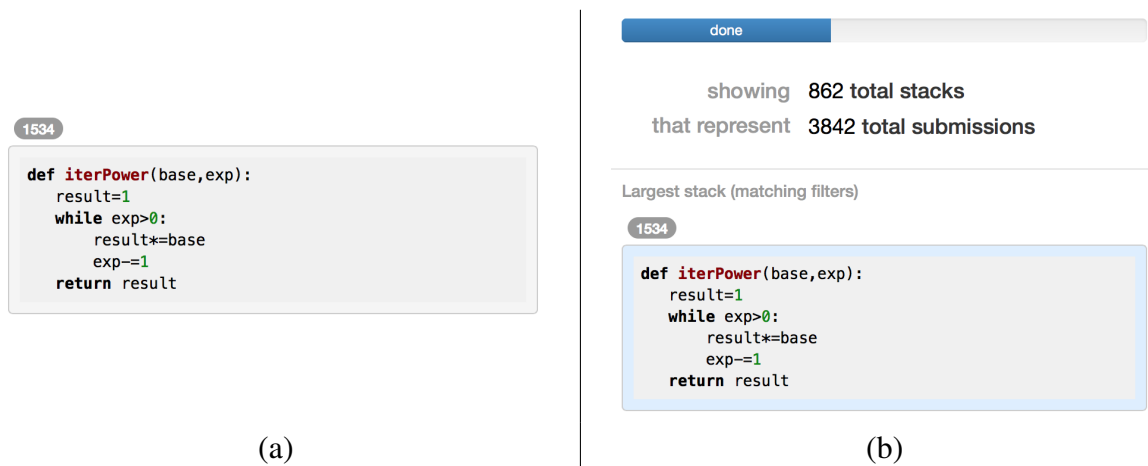 1534
def iterPower(base,exp):
    result=1
    while exp>0:
        result*=base
        exp-=1
    return result
(a)
done
showing 862 total stacks
that represent 3842 total submissions
Largest stack (matching filters)
1534
def iterPower(base,exp):
    result=1
    while exp>0:
        result*=base
        exp-=1
    return result
(b)